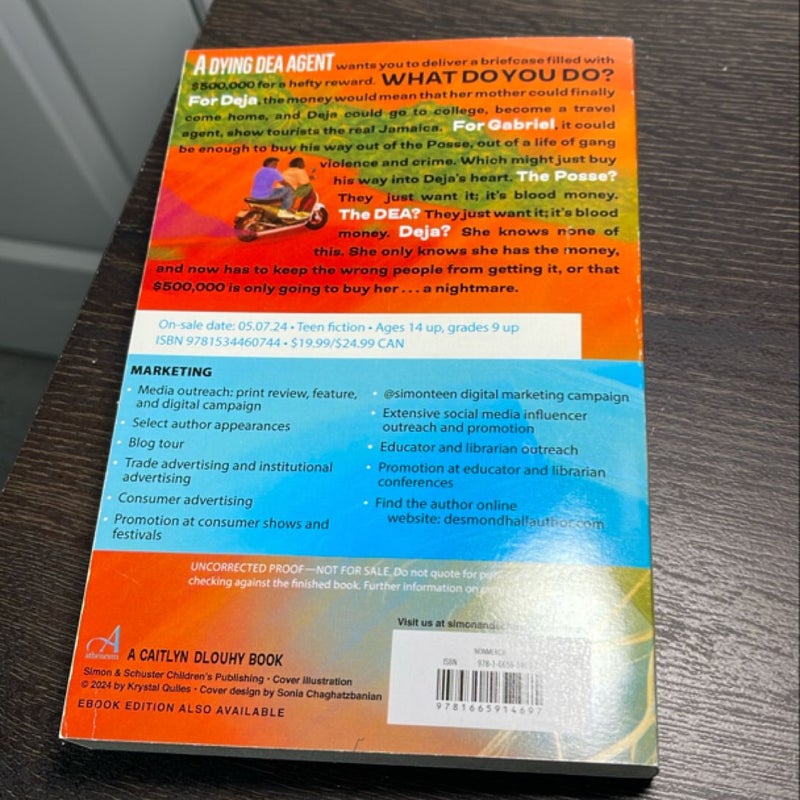 A DYING DEA AGENT wants you to deliver a briefcase filled with
$500,000 for a hefty reward. WHAT DO YOU DO?
For Deja, the money would mean that her mother could finally
come home, and Deja could go to college, become a travel
agent, show tourists the real Jamaica. For Gabriel, it could
be enough to buy his way out of the Posse, out of a life of gang
violence and crime. Which might just buy
his way into Deja's heart. The Posse?
They just want it; it's blood money.
The DEA? They just want it; it's blood
money. Deja? She knows none of
this. She only knows she has the money,
and now has to keep the wrong people from getting it, or that
$500,000 is only going to buy her . . . a nightmare.
On-sale date: 05.07.24 • Teen fiction • Ages 14 up, grades 9 up
ISBN 9781534460744 • $19.99/$24.99 CAN
MARKETING
• Media outreach: print review, feature,
and digital campaign
• Select author appearances
• Blog tour
• Trade advertising and institutional
advertising
• Consumer advertising
• Promotion at consumer shows and
festivals
• @simonteen digital marketing campaign
• Extensive social media influencer
outreach and promotion
• Educator and librarian outreach
• Promotion at educator and librarian
conferences
• Find the author online
website: desmondhallauthor.com
UNCORRECTED PROOF—NOT FOR SALE. Do not quote for
checking against the finished book. Further information on
Visit us at
atheneum
A CAITLYN DLOUHY BOOK
Simon & Schuster Children's Publishing • Cover illustration
© 2024 by Krystal Quiles • Cover design by Sonia Chaghatzbanian
EBOOK EDITION ALSO AVAILABLE
NONMERCH
ISBN
9781665914697